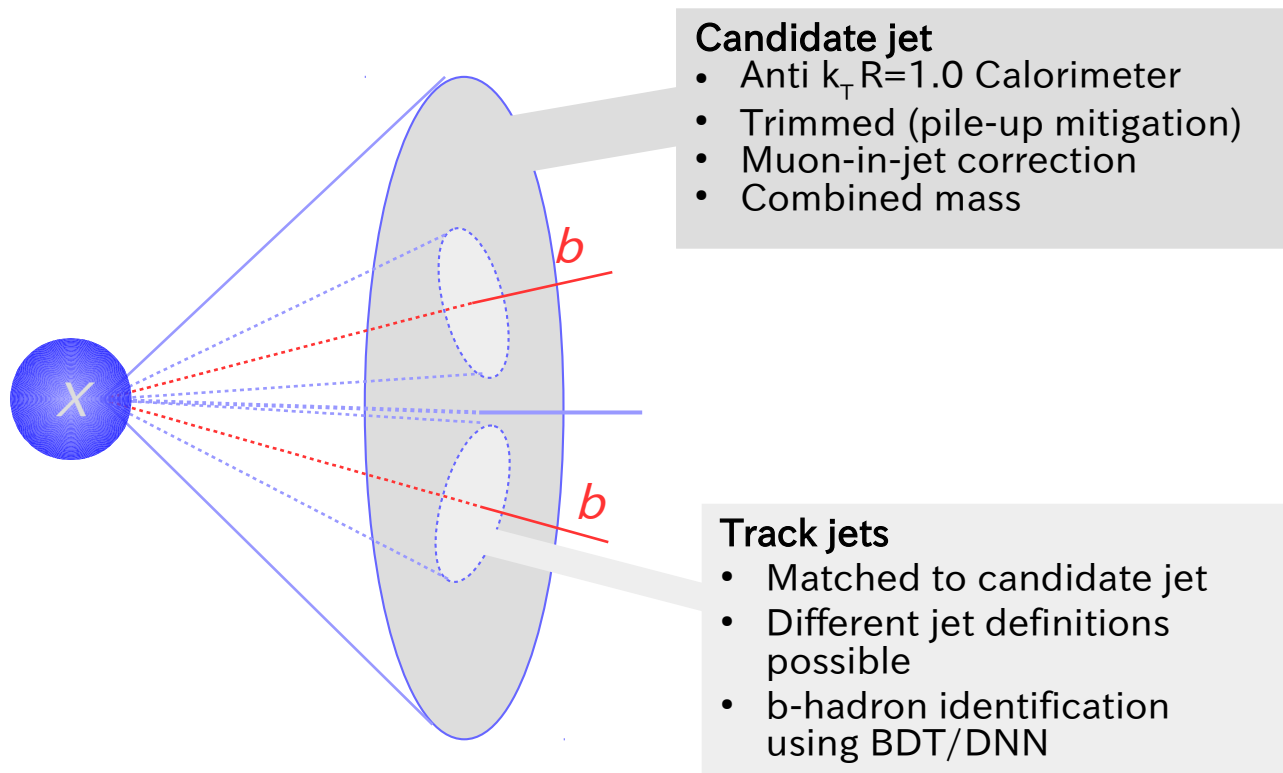 Candidate jet
• Anti k_T R=1.0 Calorimeter
• Trimmed (pile-up mitigation)
• Muon-in-jet correction
• Combined mass
b
X
b
Track jets
• Matched to candidate jet
• Different jet definitions
possible
• b-hadron identification
using BDT/DNN